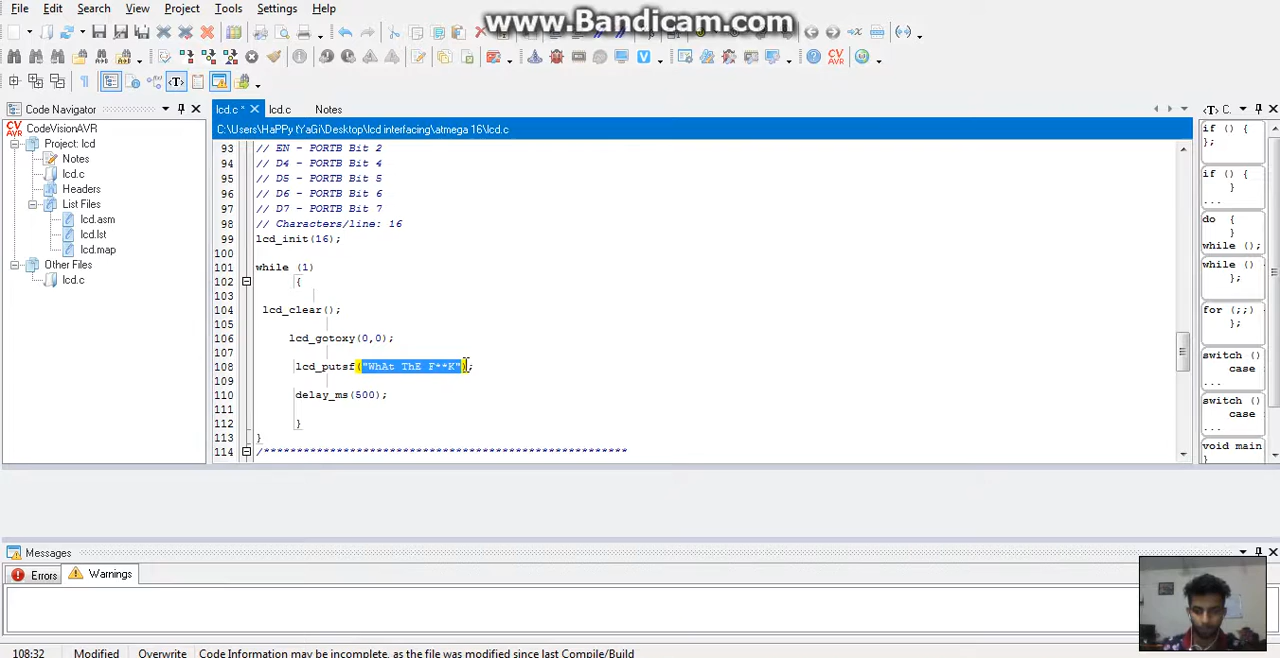 www.Bandicam.com
File Edit Search View Project Tools Settings Help
Code Navigator
lcd.c * lcd.c Notes
C.
CodeVisionAVR
C:\Users\HaPPy tYaGi\Desktop\lcd interfacing\atmega 16\lcd.c
Project: lcd
Notes
lcd.c
Headers
List Files
lcd.asm
lcd.lst
lcd.map
Other Files
lcd.c
93 // EN - PORTB Bit 2
94 // D4 - PORTB Bit 4
95 // D5 - PORTB Bit 5
96 // D6 - PORTB Bit 6
97 // D7 - PORTB Bit 7
98 // Characters/line: 16
99 lcd_init(16);
100
101 while (1)
102 {
103
104 lcd_clear();
105
106 lcd_gotoxy(0,0);
107
108 lcd_putsf("WhAt ThE F**K");
109
110 delay_ms(500);
111
112 }
113 }
114 /*******************************************************
if () {
};
if () {
}
...
do {
}
while ();
while () {
};
for (;;) {
};
switch ()
case
...
switch ()
case
...
void main
}
Messages
Errors Warnings
108:32 Modified Overwrite Code Information may be incomplete, as the file was modified since last Compile/Build